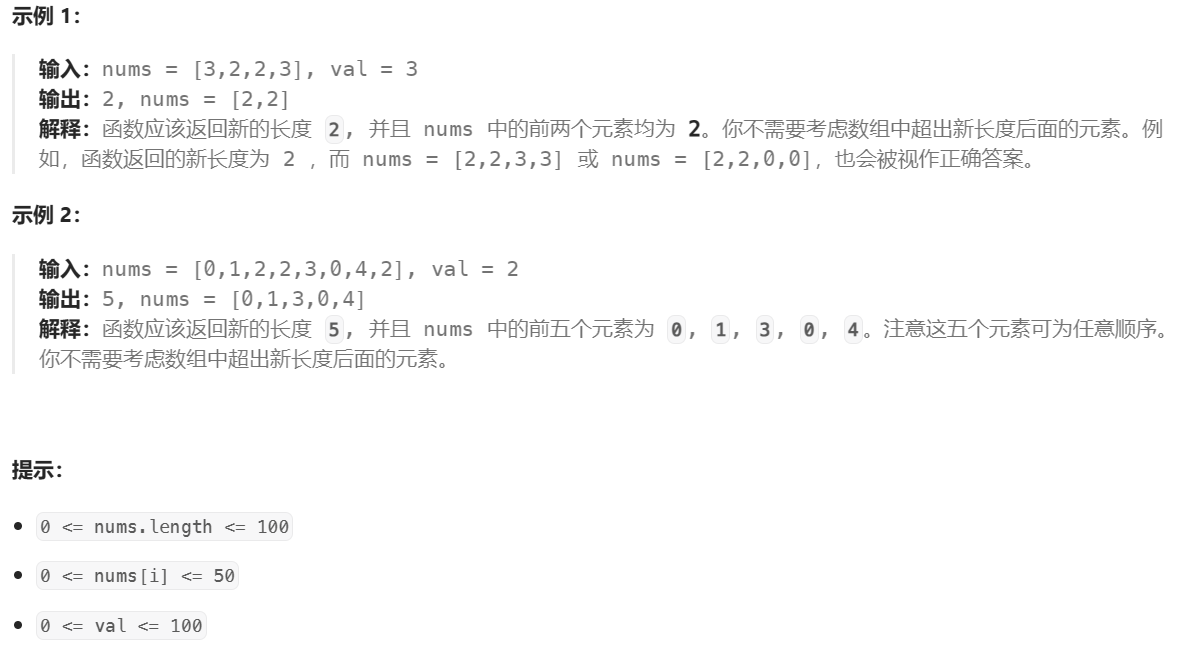 示例 1：
输入：nums = [3,2,2,3], val = 3
输出：2, nums = [2,2]
解释：函数应该返回新的长度 2, 并且 nums 中的前两个元素均为 2。你不需要考虑数组中超出新长度后面的元素。例
如，函数返回的新长度为 2 ，而 nums = [2,2,3,3] 或 nums = [2,2,0,0]，也会被视作正确答案。
示例 2：
输入：nums = [0,1,2,2,3,0,4,2], val = 2
输出：5, nums = [0,1,3,0,4]
解释：函数应该返回新的长度 5, 并且 nums 中的前五个元素为 0, 1, 3, 0, 4。注意这五个元素可为任意顺序。
你不需要考虑数组中超出新长度后面的元素。
提示：
• 0 <= nums.length <= 100
• 0 <= nums[i] <= 50
• 0 <= val <= 100